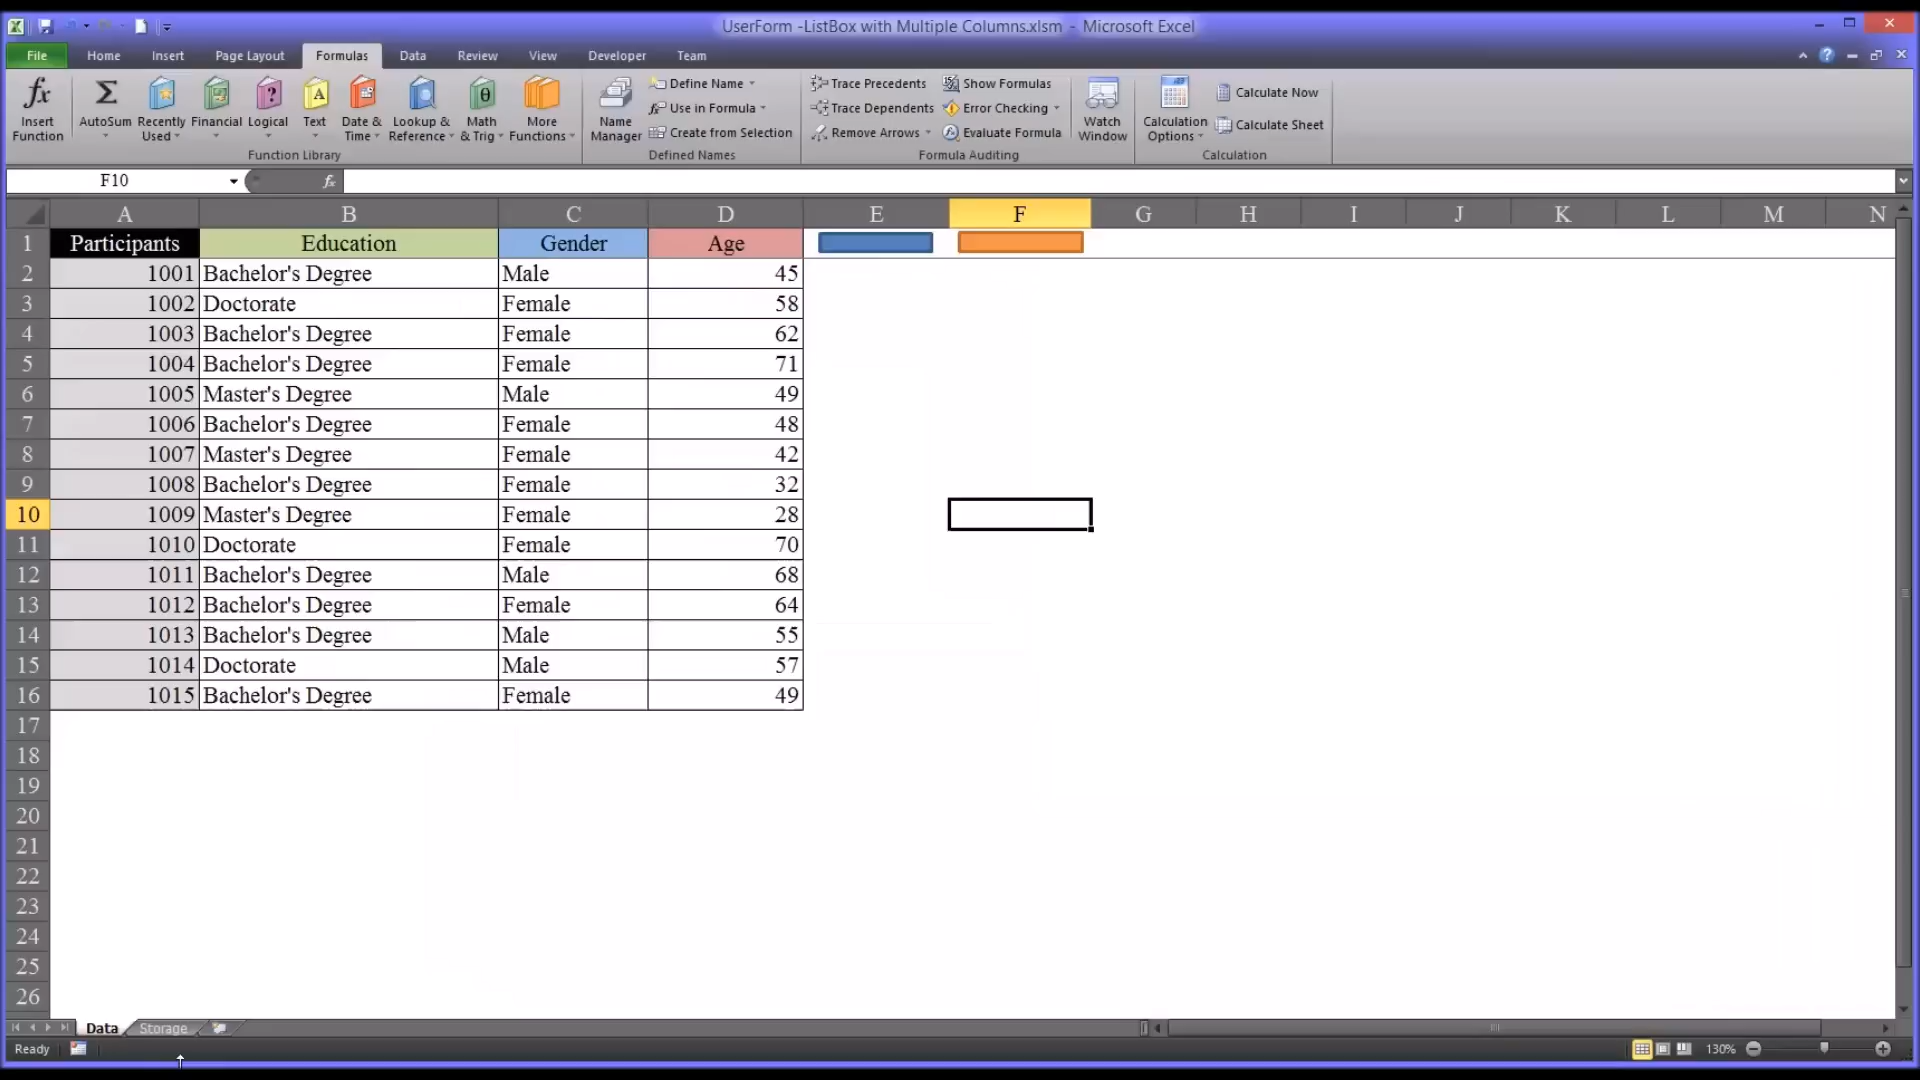 UserForm -ListBox with Multiple Columns.xlsm - Microsoft Excel
File Home Insert Page Layout Formulas Data Review View Developer Team
Insert Function AutoSum Recently Used Financial Logical Text Date & Time Lookup & Reference Math & Trig More Functions
Function Library
Name Manager Define Name Use in Formula Create from Selection
Defined Names
Trace Precedents Trace Dependents Remove Arrows Show Formulas Error Checking Evaluate Formula
Formula Auditing
Watch Window
Calculation Options Calculate Now Calculate Sheet
Calculation
F10 fx
A B C D E F G H I J K L M N
1 Participants Education Gender Age
2 1001 Bachelor's Degree Male 45
3 1002 Doctorate Female 58
4 1003 Bachelor's Degree Female 62
5 1004 Bachelor's Degree Female 71
6 1005 Master's Degree Male 49
7 1006 Bachelor's Degree Female 48
8 1007 Master's Degree Female 42
9 1008 Bachelor's Degree Female 32
10 1009 Master's Degree Female 28
11 1010 Doctorate Female 70
12 1011 Bachelor's Degree Male 68
13 1012 Bachelor's Degree Female 64
14 1013 Bachelor's Degree Male 55
15 1014 Doctorate Male 57
16 1015 Bachelor's Degree Female 49
17
18
19
20
21
22
23
24
25
26
Data Storage
Ready 130%